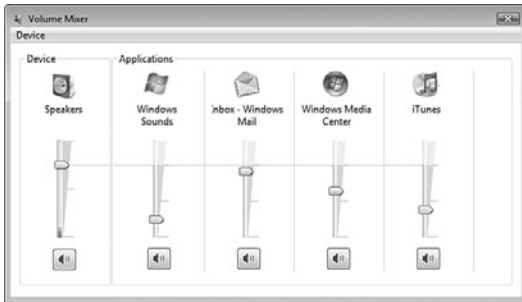 Volume Mixer
Device
Device
Applications
Speakers
Windows
Sounds
Inbox - Windows
Mail
Windows Media
Center
iTunes